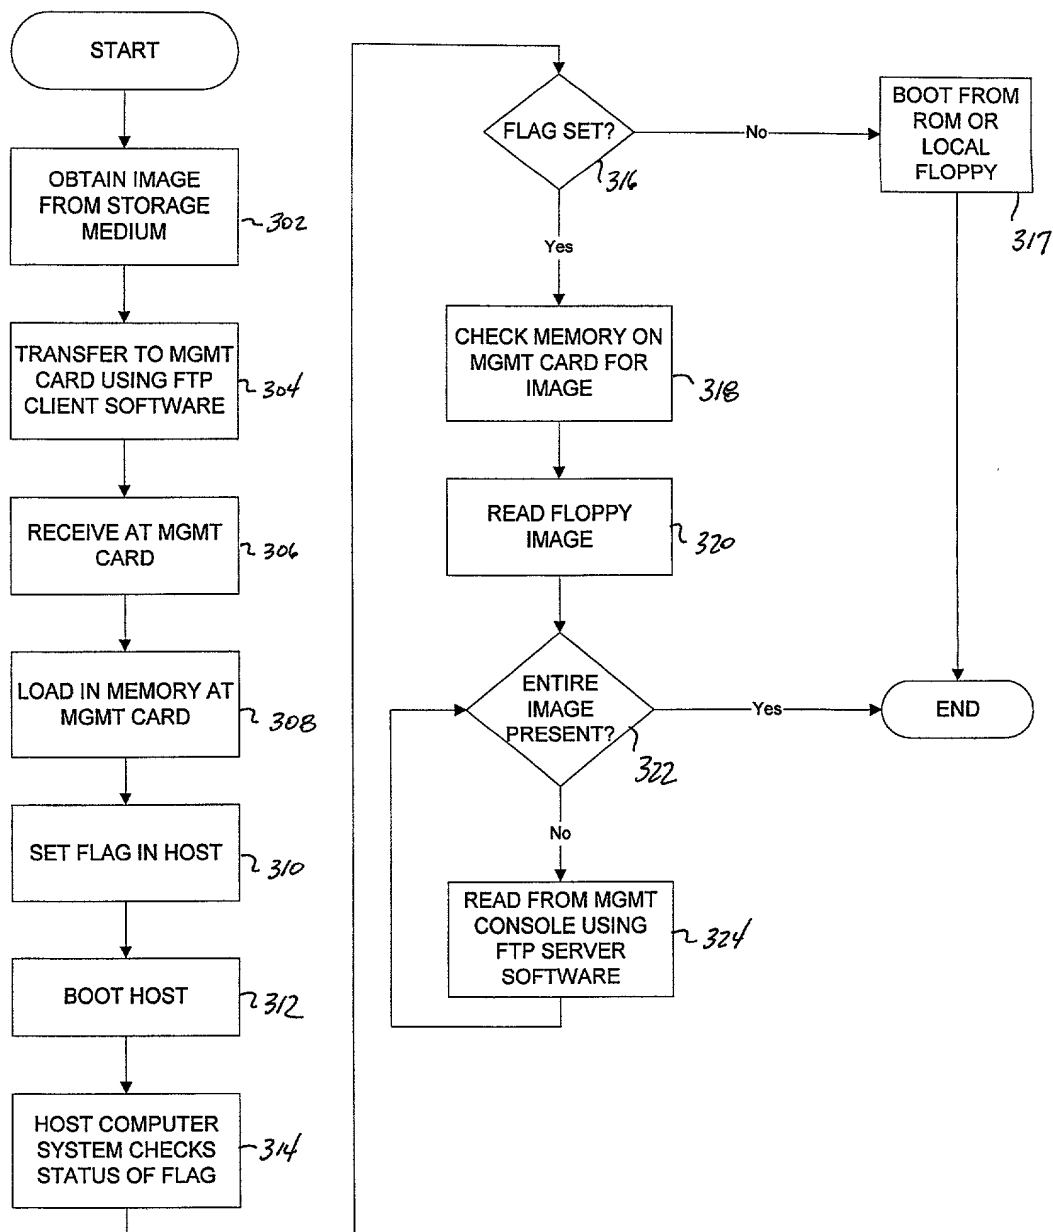 START
OBTAIN IMAGE
FROM STORAGE
MEDIUM
302
TRANSFER TO MGMT
CARD USING FTP
CLIENT SOFTWARE
304
RECEIVE AT MGMT
CARD
306
LOAD IN MEMORY AT
MGMT CARD
308
SET FLAG IN HOST
310
BOOT HOST
312
HOST COMPUTER
SYSTEM CHECKS
STATUS OF FLAG
314
FLAG SET?
316
No
BOOT FROM
ROM OR
LOCAL
FLOPPY
317
Yes
CHECK MEMORY ON
MGMT CARD FOR
IMAGE
318
READ FLOPPY
IMAGE
320
ENTIRE
IMAGE
PRESENT?
322
Yes
END
No
READ FROM MGMT
CONSOLE USING
FTP SERVER
SOFTWARE
324